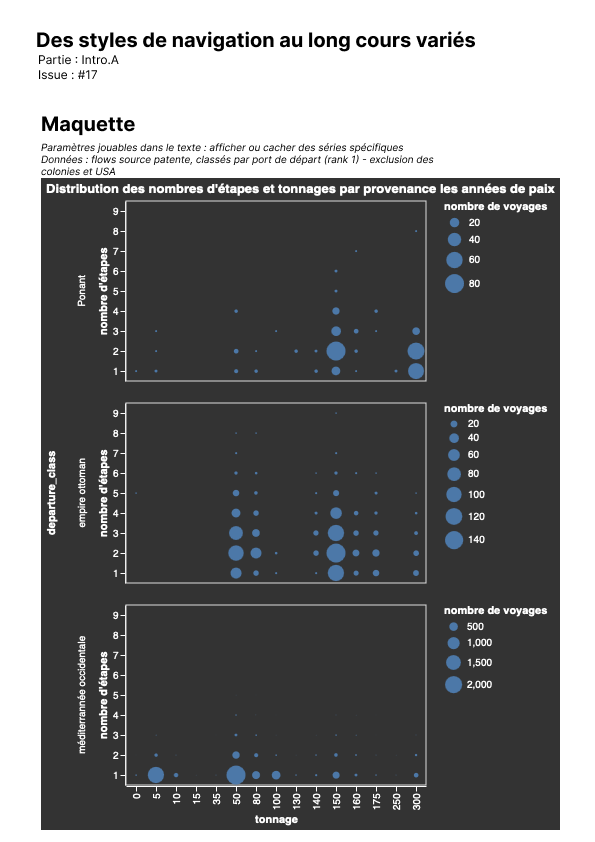 Des styles de navigation au long cours variés
Partie : Intro.A
Issue : #17
Maquette
Paramètres jouables dans le texte : afficher ou cacher des séries spécifiques
Données : flows source patente, classés par port de départ (rank 1) - exclusion des
colonies et USA
Distribution des nombres d'étapes et tonnages par provenance les années de paix
departure_class
Ponant
nombre d'étapes
9
8
7
6
5
4
3
2
1
nombre de voyages
20
40
60
80
empire ottoman
nombre d'étapes
9
8
7
6
5
4
3
2
1
nombre de voyages
20
40
60
80
100
120
140
méditerrannée occidentale
nombre d'étapes
9
8
7
6
5
4
3
2
1
nombre de voyages
500
1,000
1,500
2,000
0 5 10 15 35 50 80 100 130 140 150 160 175 250 300
tonnage